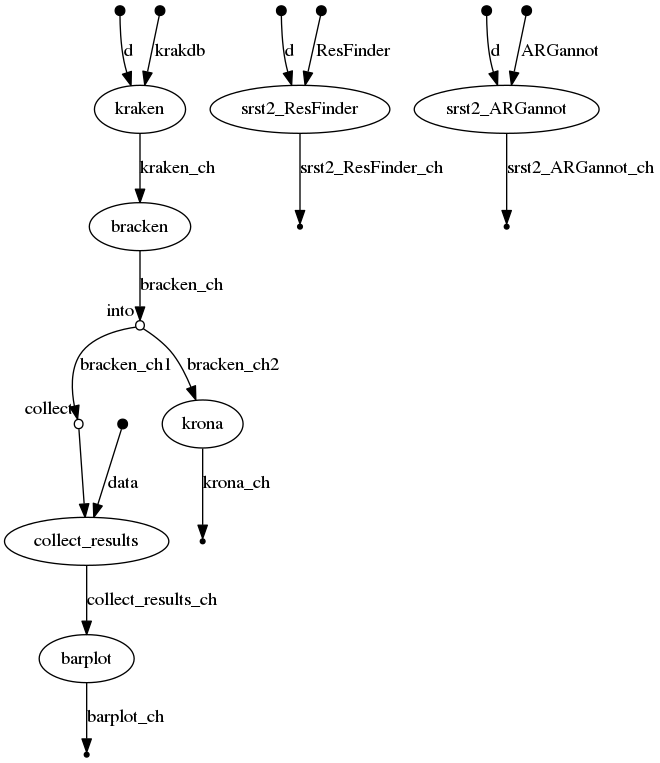 d
krakdb
d
ResFinder
d
ARGannot
kraken
srst2_ResFinder
srst2_ARGannot
kraken_ch
srst2_ResFinder_ch
srst2_ARGannot_ch
bracken
bracken_ch
into
bracken_ch1
bracken_ch2
collect
krona
data
krona_ch
collect_results
collect_results_ch
barplot
barplot_ch